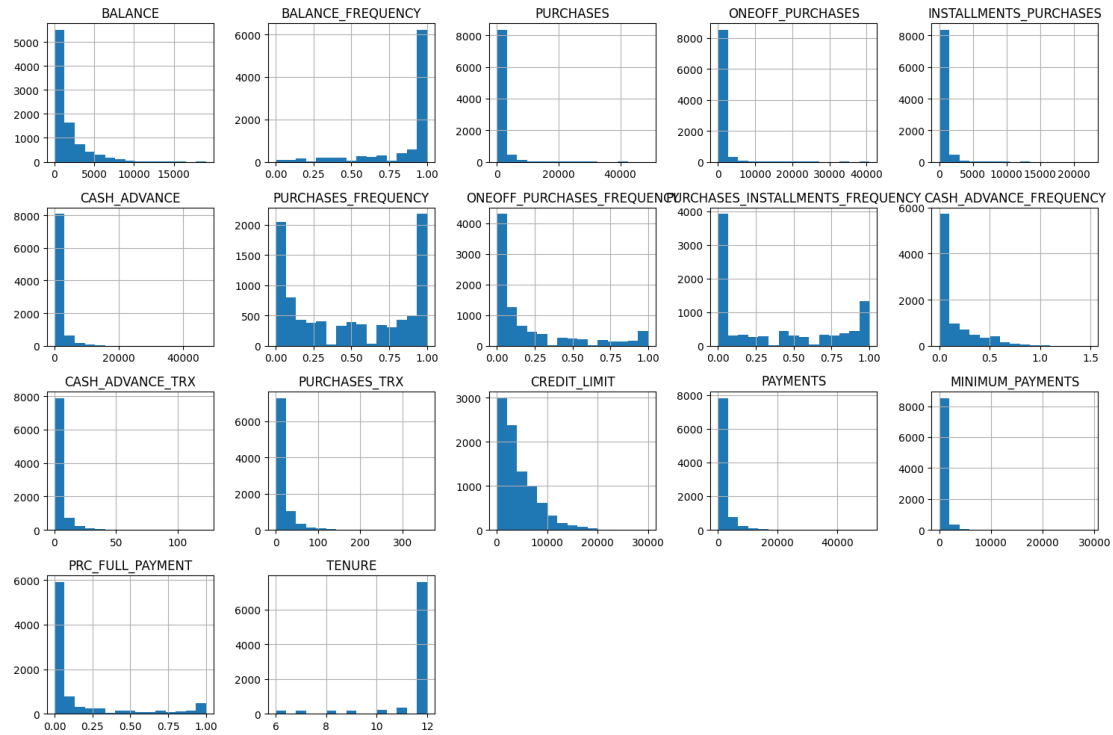 BALANCE
5000
4000
3000
2000
1000
0
0 5000 10000 15000
BALANCE_FREQUENCY
6000
4000
2000
0
0.00 0.25 0.50 0.75 1.00
PURCHASES
8000
6000
4000
2000
0
0 20000 40000
ONEOFF_PURCHASES
8000
6000
4000
2000
0
0 10000 20000 30000 40000
INSTALLMENTS_PURCHASES
8000
6000
4000
2000
0
0 5000 10000 15000 20000
CASH_ADVANCE
8000
6000
4000
2000
0
0 20000 40000
PURCHASES_FREQUENCY
2000
1500
1000
500
0
0.00 0.25 0.50 0.75 1.00
ONEOFF_PURCHASES_FREQUENCY
4000
3000
2000
1000
0
0.00 0.25 0.50 0.75 1.00
PURCHASES_INSTALLMENTS_FREQUENCY
4000
3000
2000
1000
0
0.00 0.25 0.50 0.75 1.00
CASH_ADVANCE_FREQUENCY
6000
4000
2000
0
0.0 0.5 1.0 1.5
CASH_ADVANCE_TRX
8000
6000
4000
2000
0
0 50 100
PURCHASES_TRX
6000
4000
2000
0
0 100 200 300
CREDIT_LIMIT
3000
2000
1000
0
0 10000 20000 30000
PAYMENTS
8000
6000
4000
2000
0
0 20000 40000
MINIMUM_PAYMENTS
8000
6000
4000
2000
0
0 10000 20000 30000
PRC_FULL_PAYMENT
6000
4000
2000
0
0.00 0.25 0.50 0.75 1.00
TENURE
6000
4000
2000
0
6 8 10 12